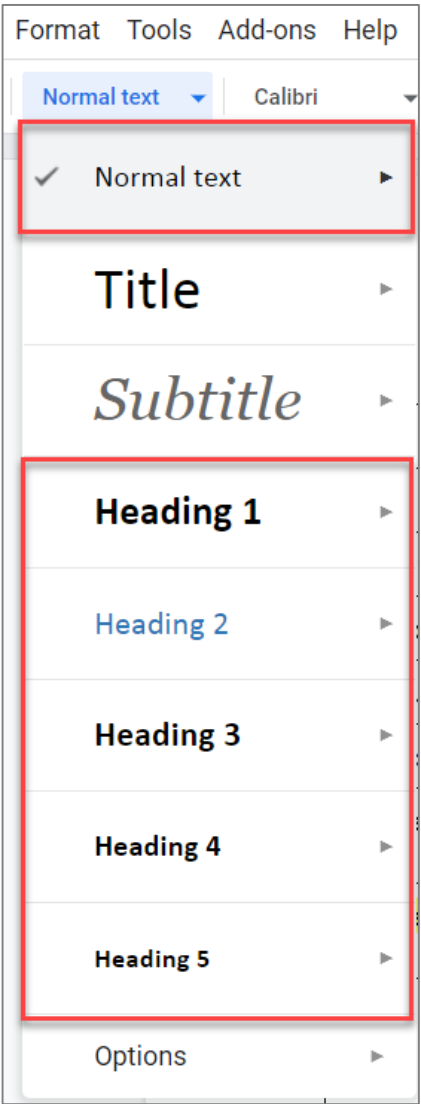 Format Tools Add-ons Help
Normal text Calibri
Normal text
Title
Subtitle
Heading 1
Heading 2
Heading 3
Heading 4
Heading 5
Options